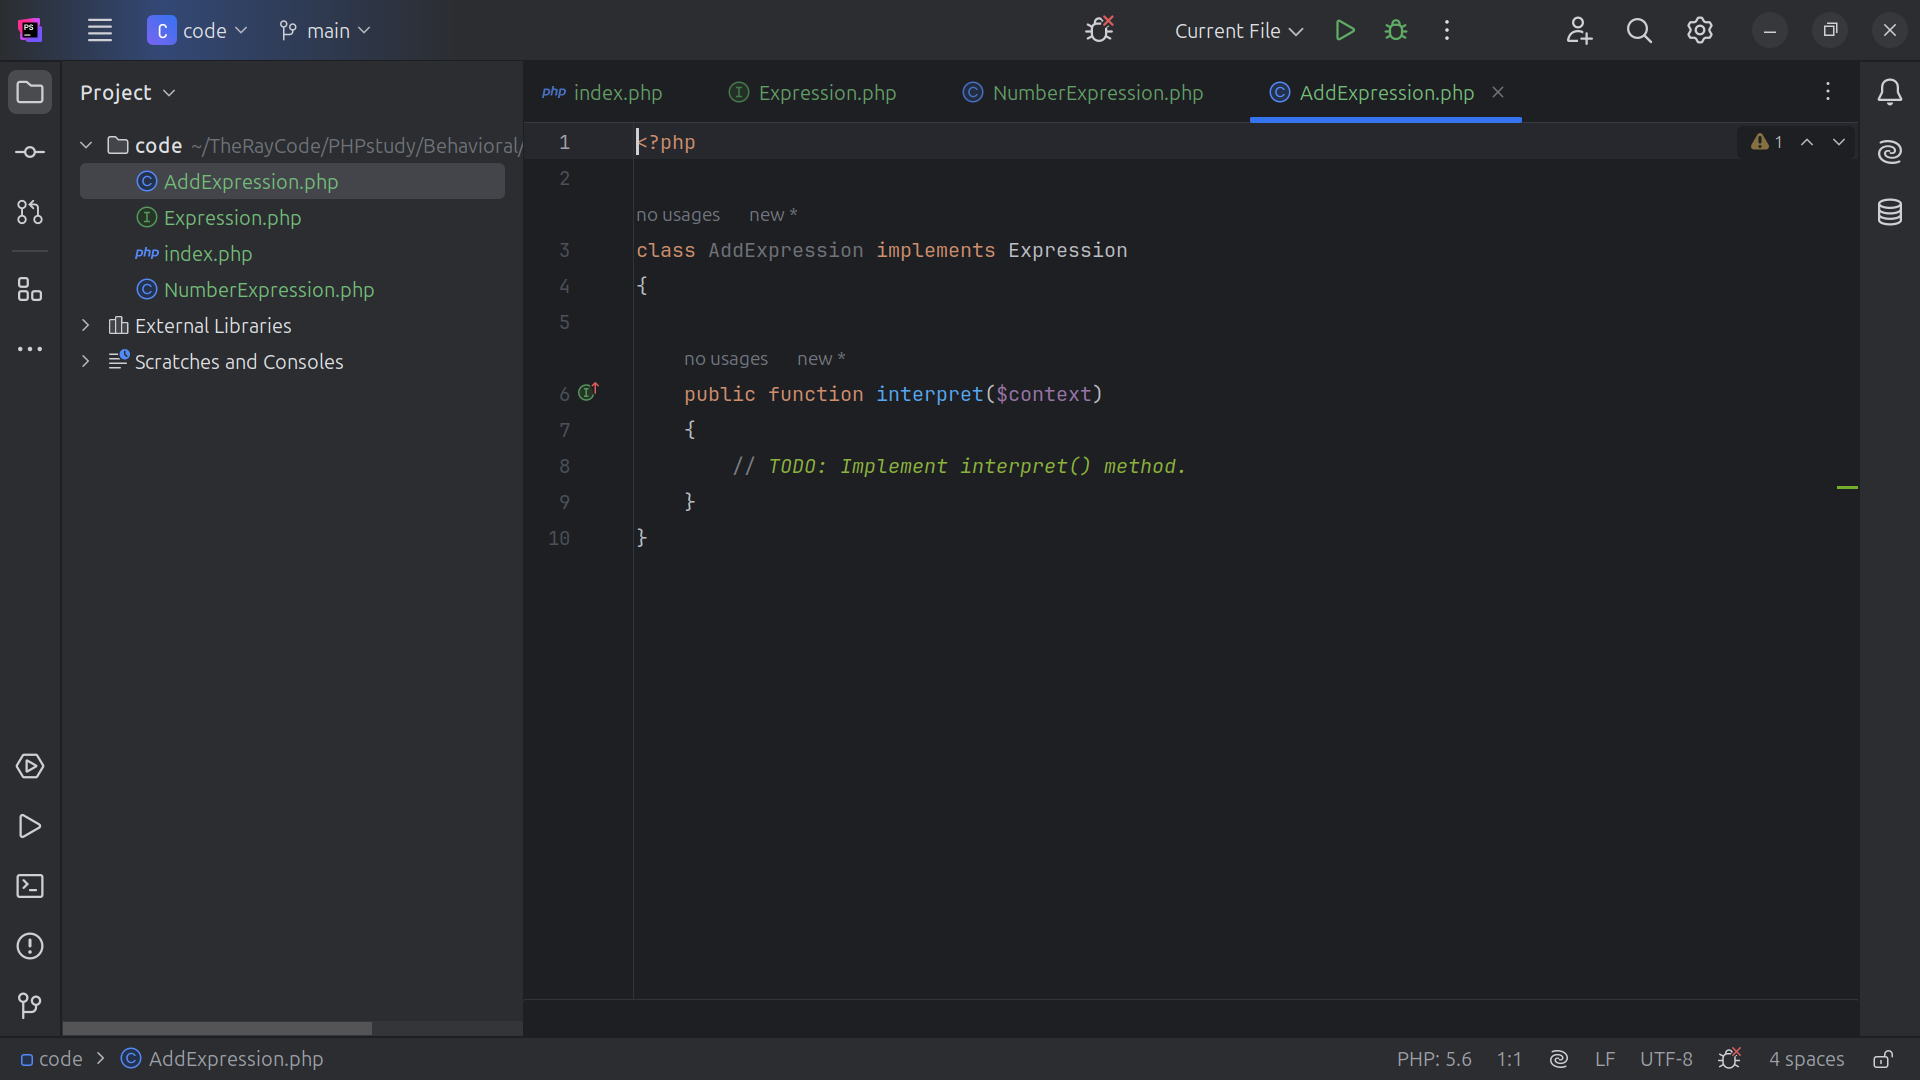 PS
C code main Current File
Project
code ~/TheRayCode/PHPstudy/Behavioral/
AddExpression.php
Expression.php
php index.php
NumberExpression.php
External Libraries
Scratches and Consoles
php index.php Expression.php NumberExpression.php AddExpression.php
1 <?php
1
2
no usages new *
3 class AddExpression implements Expression
4 {
5
no usages new *
6 public function interpret($context)
7 {
8 // TODO: Implement interpret() method.
9 }
10 }
code > AddExpression.php PHP: 5.6 1:1 LF UTF-8 4 spaces